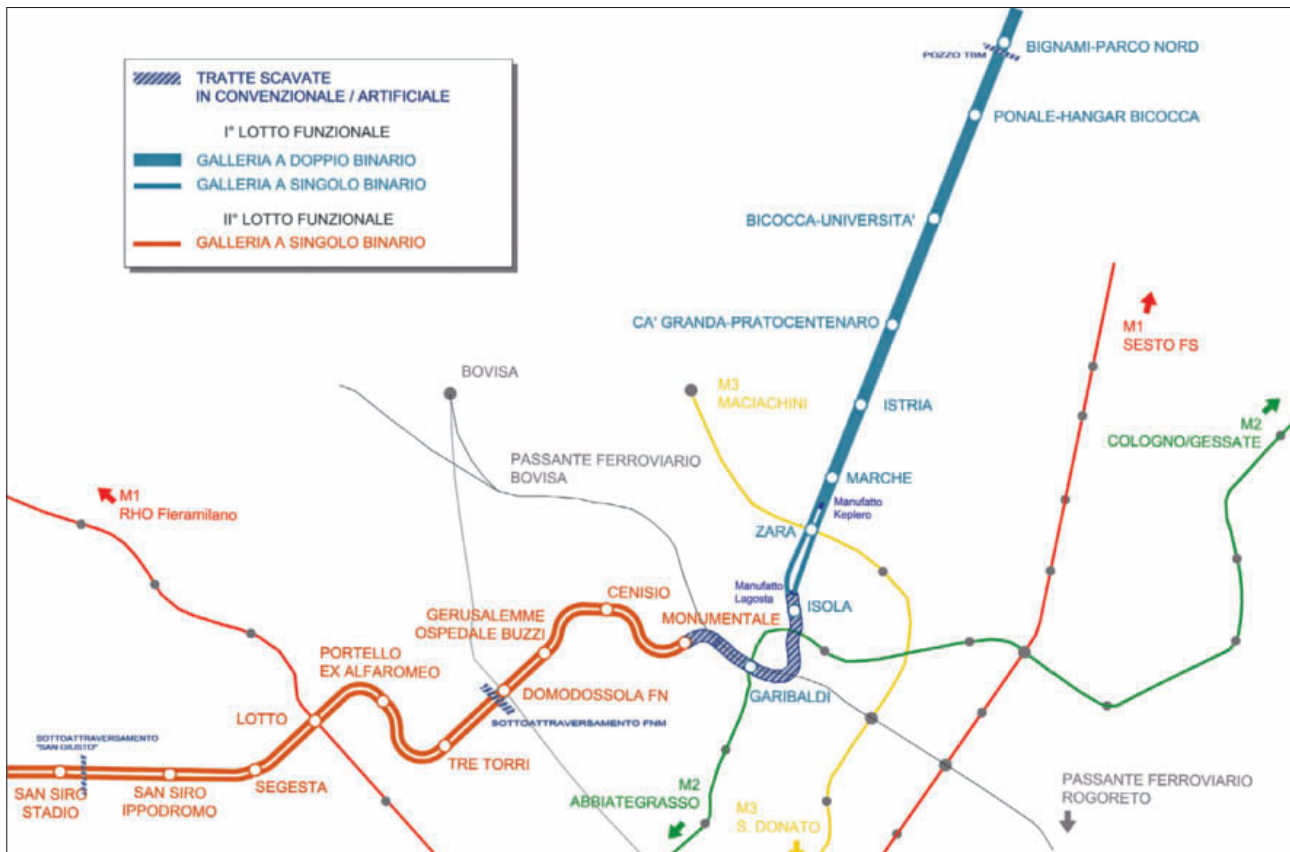 TRATTE SCAVATE
IN CONVENZIONALE / ARTIFICIALE
I° LOTTO FUNZIONALE
GALLERIA A DOPPIO BINARIO
GALLERIA A SINGOLO BINARIO
II° LOTTO FUNZIONALE
GALLERIA A SINGOLO BINARIO
BIGNAMI-PARCO NORD
POZZO TBM
PONALE-HANGAR BICOCCA
BICOCCA-UNIVERSITA'
CA' GRANDA-PRATOCENTENARO
M1
SESTO FS
BOVISA
M3
MACIACHINI
ISTRIA
M2
COLOGNO/GESSATE
PASSANTE FERROVIARIO
BOVISA
MARCHE
M1
RHO Fieramilano
Manufatto
Keplero
ZARA
Manufatto
Lagosta
ISOLA
CENISIO
MONUMENTALE
GERUSALEMME
OSPEDALE BUZZI
PORTELLO
EX ALFAROMEO
DOMODOSSOLA FN
GARIBALDI
LOTTO
SOTTOATTRAVERSAMENTO FNM
SOTTOATTRAVERSAMENTO
"SAN GIUSTO"
TRE TORRI
SEGESTA
SAN SIRO
STADIO
SAN SIRO
IPPODROMO
M2
ABBIATEGRASSO
M3
S. DONATO
PASSANTE FERROVIARIO
ROGORETO